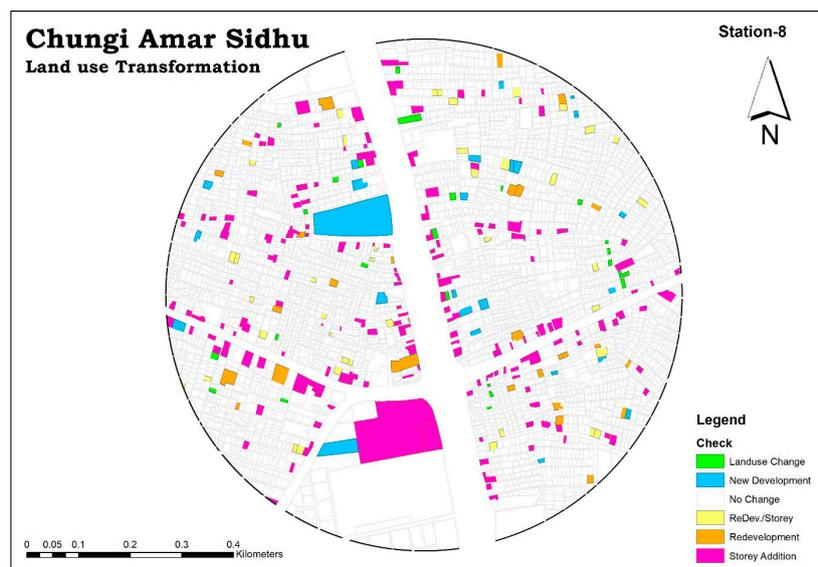 Chungi Amar Sidhu
Land use Transformation
Station-8
N
Legend
Check
Landuse Change
New Development
No Change
ReDev./Storey
Redevelopment
Storey Addition
0 0.05 0.1 0.2 0.3 0.4
Kilometers